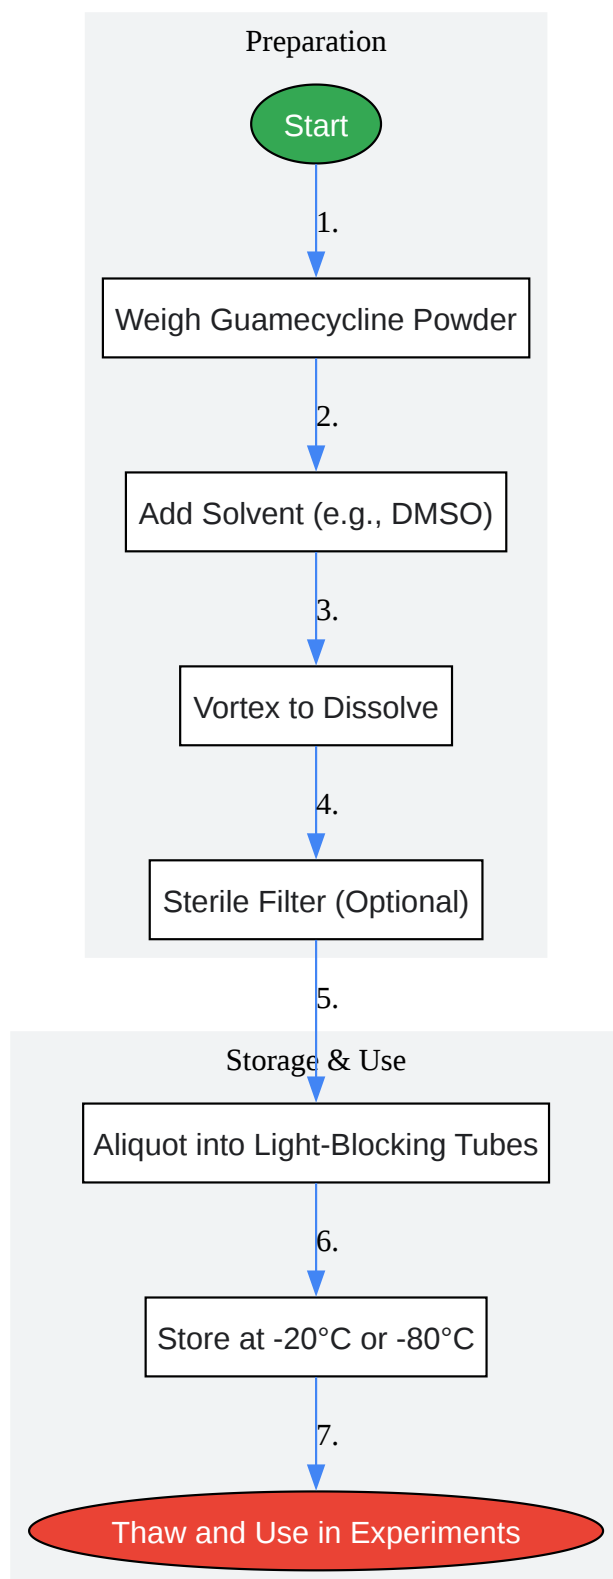 Preparation
Start
1.
Weigh Guamecycline Powder
2.
Add Solvent (e.g., DMSO)
3.
Vortex to Dissolve
4.
Sterile Filter (Optional)
5.
Storage & Use
Aliquot into Light-Blocking Tubes
6.
Store at -20°C or -80°C
7.
Thaw and Use in Experiments